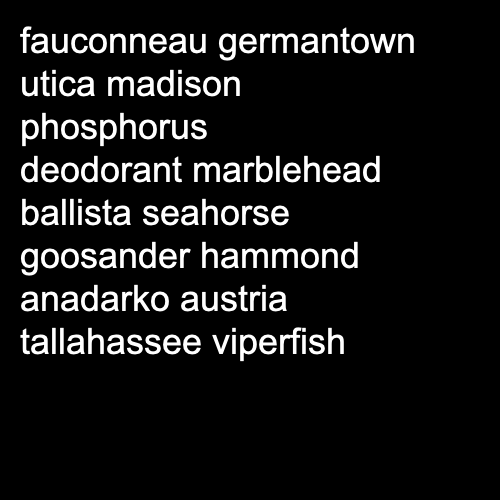 fauconneau germantown
utica madison
phosphorus
deodorant marblehead
ballista seahorse
goosander hammond
anadarko austria
tallahassee viperfish